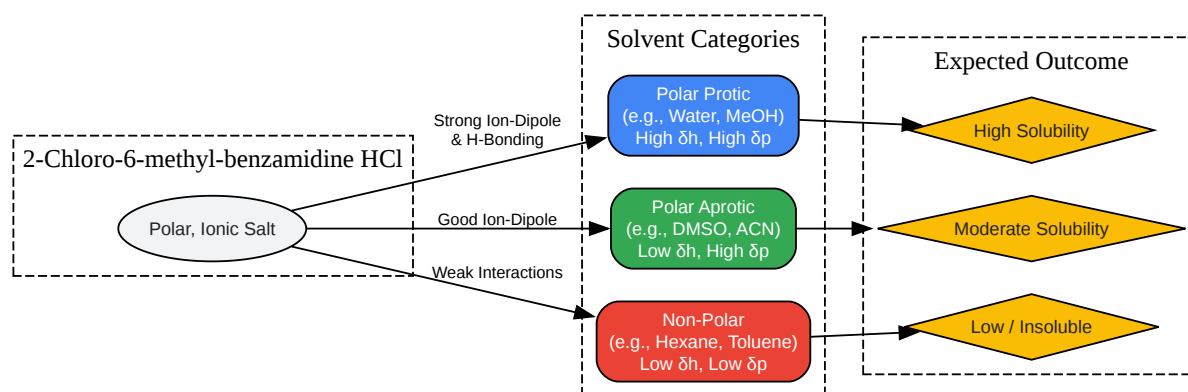 2-Chloro-6-methyl-benzamidine HCl
Polar, Ionic Salt
Strong Ion-Dipole
& H-Bonding
Good Ion-Dipole
Weak Interactions
Solvent Categories
Polar Protic
(e.g., Water, MeOH)
High δh, High δp
Polar Aprotic
(e.g., DMSO, ACN)
Low δh, High δp
Non-Polar
(e.g., Hexane, Toluene)
Low δh, Low δp
Expected Outcome
High Solubility
Moderate Solubility
Low / Insoluble